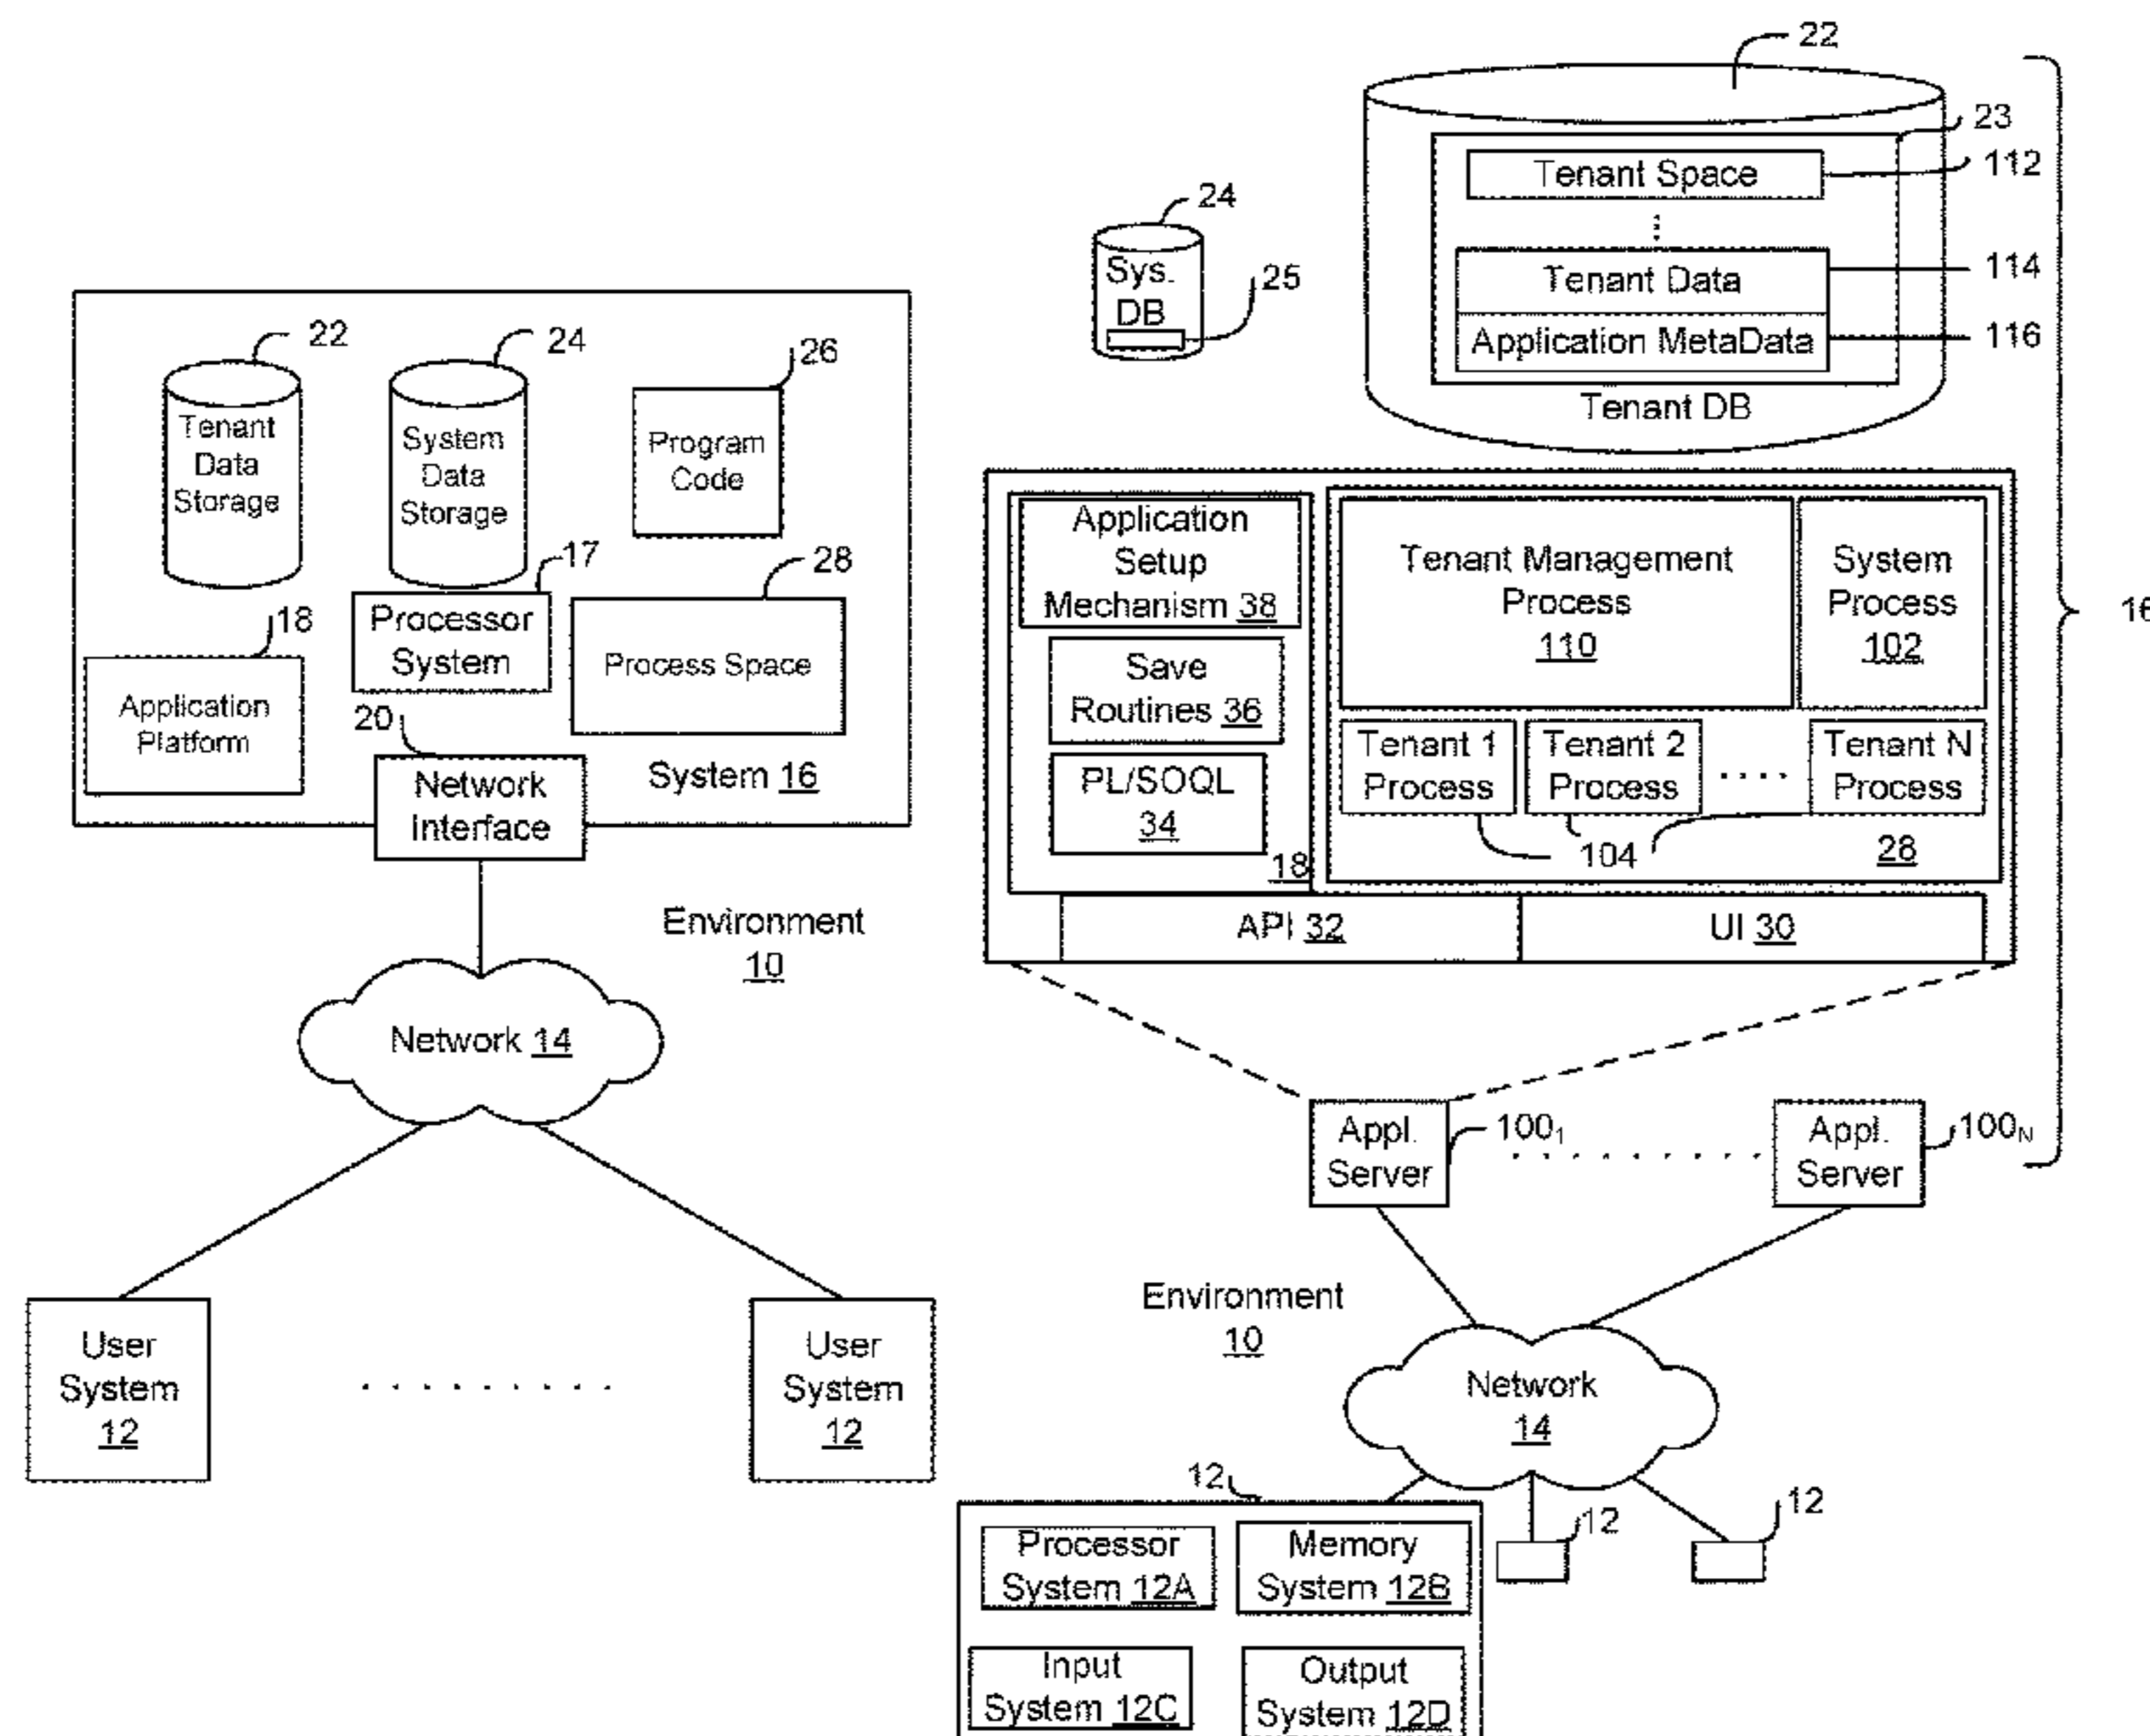 22
24
26
Tenant
Data
Storage
System
Data
Storage
Program
Code
17
28
18
Processor
System
Process Space
Application
Platform
20
Network
Interface
System 16
Environment
10
Network 14
User
System
12
. . . . . . . . .
User
System
12
22
23
Tenant Space
112
24
Sys.
DB
25
Tenant Data
114
Application MetaData
116
Tenant DB
Application
Setup
Mechanism 38
Save
Routines 36
PL/SOQL
34
18
Tenant Management
Process
110
System
Process
102
Tenant 1
Process
Tenant 2
Process
. . . .
Tenant N
Process
104
28
API 32
UI 30
16
Appl.
Server
100₁
. . . . . . . . .
Appl.
Server
100N
Environment
10
Network
14
12
12
12
Processor
System 12A
Memory
System 12B
Input
System 12C
Output
System 12D